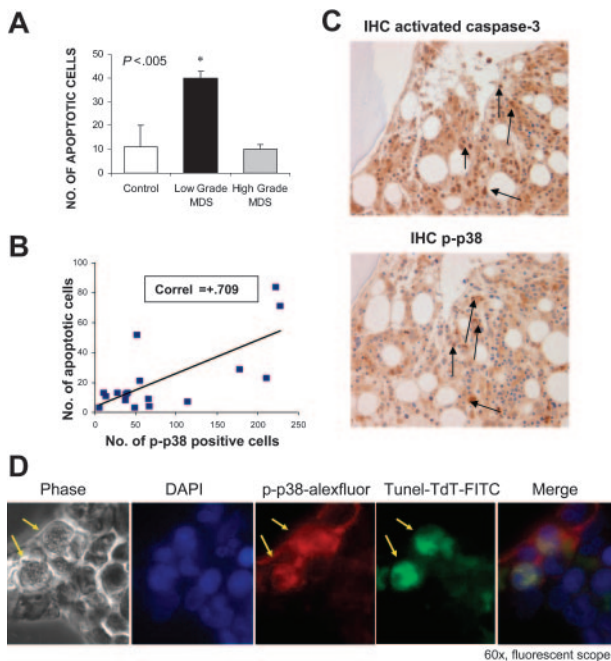 A
P<.005
*
NO. OF APOPTOTIC CELLS
50
40
30
20
10
0
Control
Low Grade
MDS
High Grade
MDS
B
Correl =+.709
No. of apoptotic cells
100
80
60
40
20
0
0
50
100
150
200
250
No. of p-p38 positive cells
C
IHC activated caspase-3
IHC p-p38
D
Phase
DAPI
p-p38-alexfluor
Tunel-TdT-FITC
Merge
60x, fluorescent scope